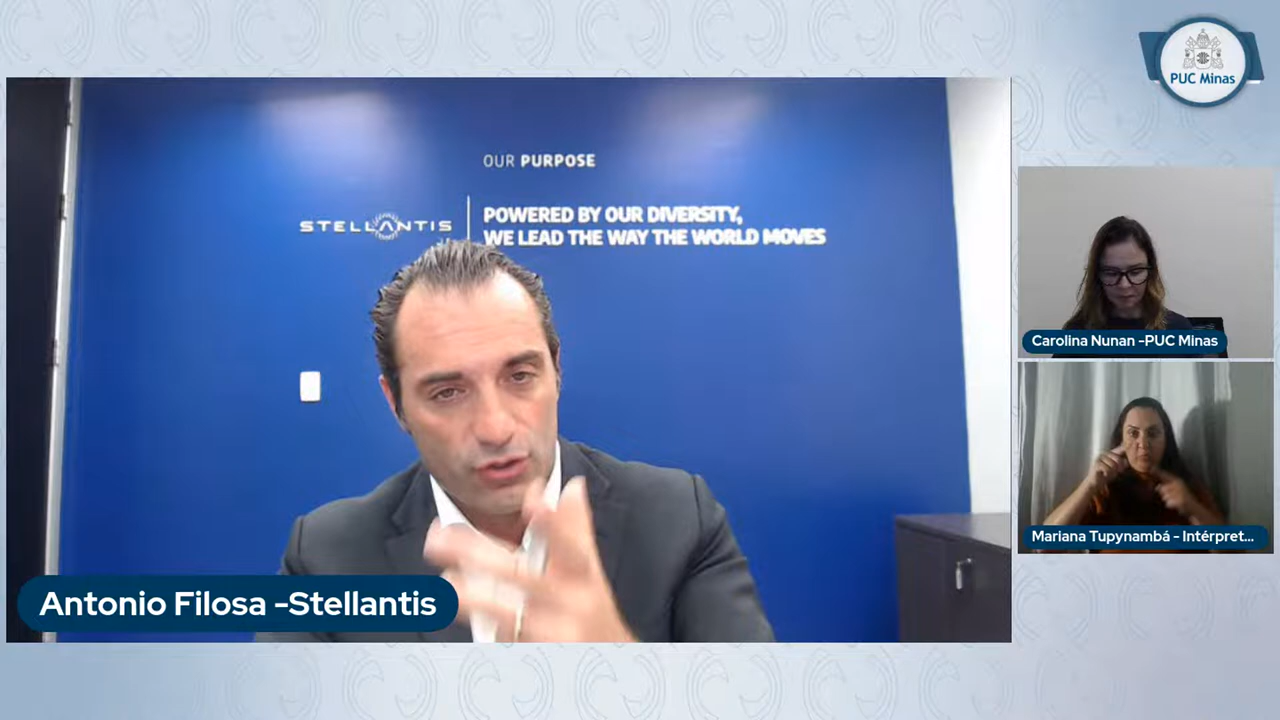 PUC Minas
OUR PURPOSE
STELLANTIS
POWERED BY OUR DIVERSITY,
WE LEAD THE WAY THE WORLD MOVES
Carolina Nunan -PUC Minas
Mariana Tupynambá - Intérpret...
Antonio Filosa -Stellantis